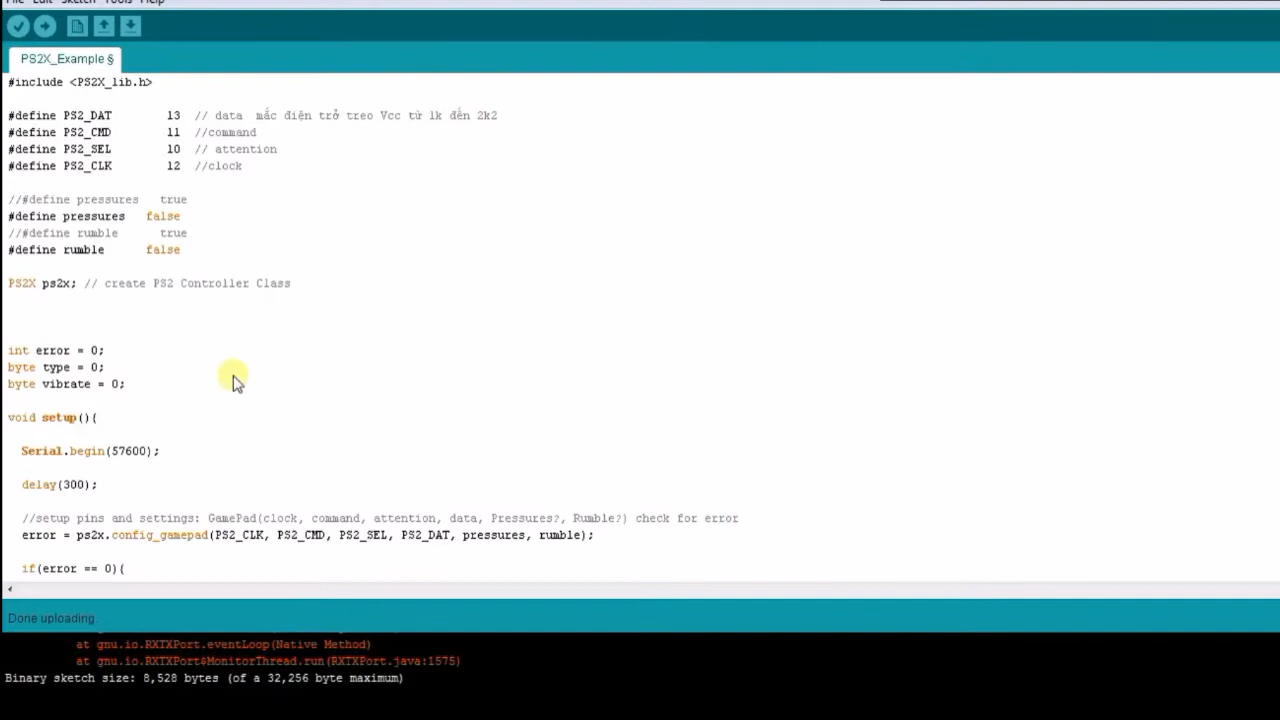 File Edit Sketch Tools Help
PS2X_Example §
#include <PS2X_lib.h>
#define PS2_DAT 13 // data mắc điện trở treo Vcc từ 1k đến 2k2
#define PS2_CMD 11 //command
#define PS2_SEL 10 // attention
#define PS2_CLK 12 //clock
//#define pressures true
#define pressures false
//#define rumble true
#define rumble false
PS2X ps2x; // create PS2 Controller Class
int error = 0;
byte type = 0;
byte vibrate = 0;
void setup(){
Serial.begin(57600);
delay(300);
//setup pins and settings: GamePad(clock, command, attention, data, Pressures?, Rumble?) check for error
error = ps2x.config_gamepad(PS2_CLK, PS2_CMD, PS2_SEL, PS2_DAT, pressures, rumble);
if(error == 0){
Done uploading.
at gnu.io.RXTXPort.eventLoop(Native Method)
at gnu.io.RXTXPort$MonitorThread.run(RXTXPort.java:1575)
Binary sketch size: 8,528 bytes (of a 32,256 byte maximum)